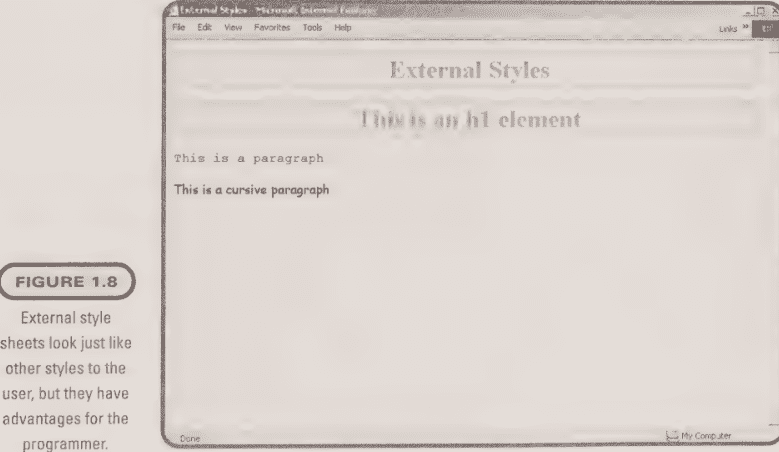 External Styles - Microsoft Internet Explorer
File Edit View Favorites Tools Help Links »
External Styles
This is an h1 element
This is a paragraph
This is a cursive paragraph
Done My Computer
FIGURE 1.8
External style
sheets look just like
other styles to the
user, but they have
advantages for the
programmer.